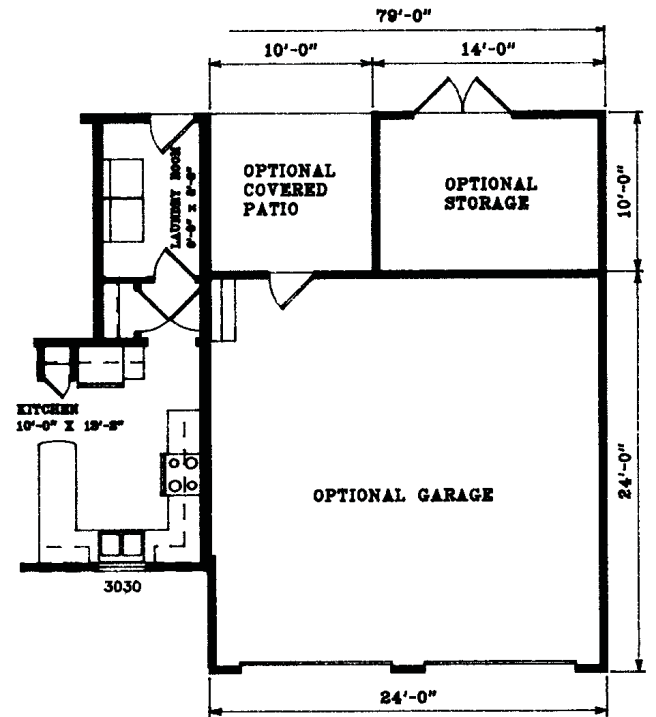 79'-0"
10'-0"
14'-0"
OPTIONAL
COVERED
PATIO
OPTIONAL
STORAGE
10'-0"
LAUNDRY ROOM
KITCHEN
10'-0" X 13'-2"
OPTIONAL GARAGE
24'-0"
3030
24'-0"